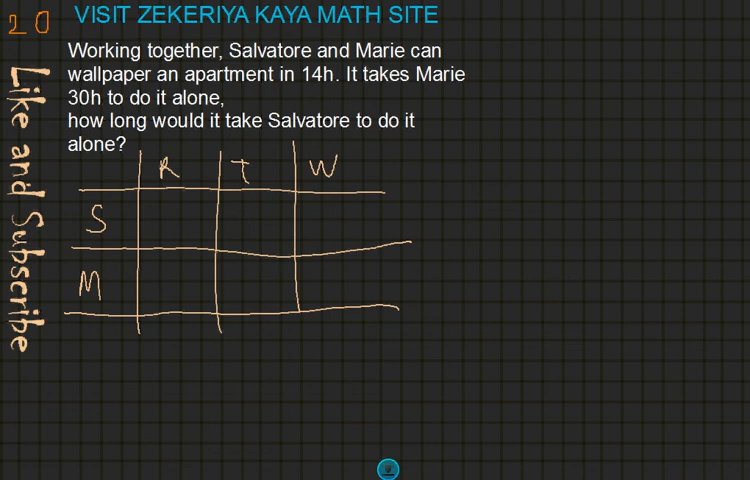 20
VISIT ZEKERIYA KAYA MATH SITE
Like and Subscribe
Working together, Salvatore and Marie can
wallpaper an apartment in 14h. It takes Marie
30h to do it alone,
how long would it take Salvatore to do it
alone?
R T W
S
M